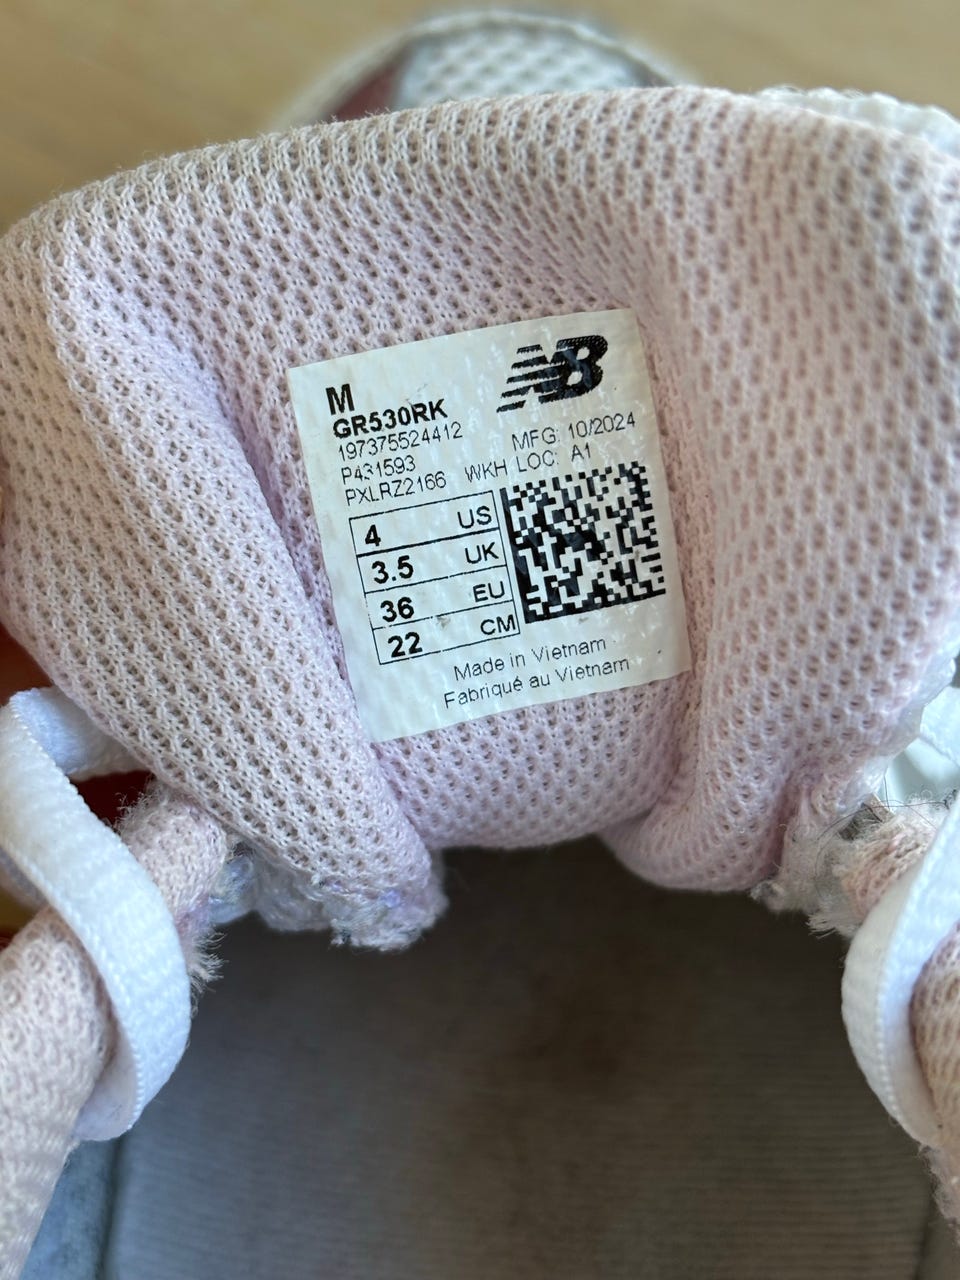 M
NB
GR530RK
197375524412 MFG: 10/2024
P431593
PXLRZ2166 WKH LOC: A1
4 US
3.5 UK
36 EU
22 CM
Made in Vietnam
Fabriqué au Vietnam